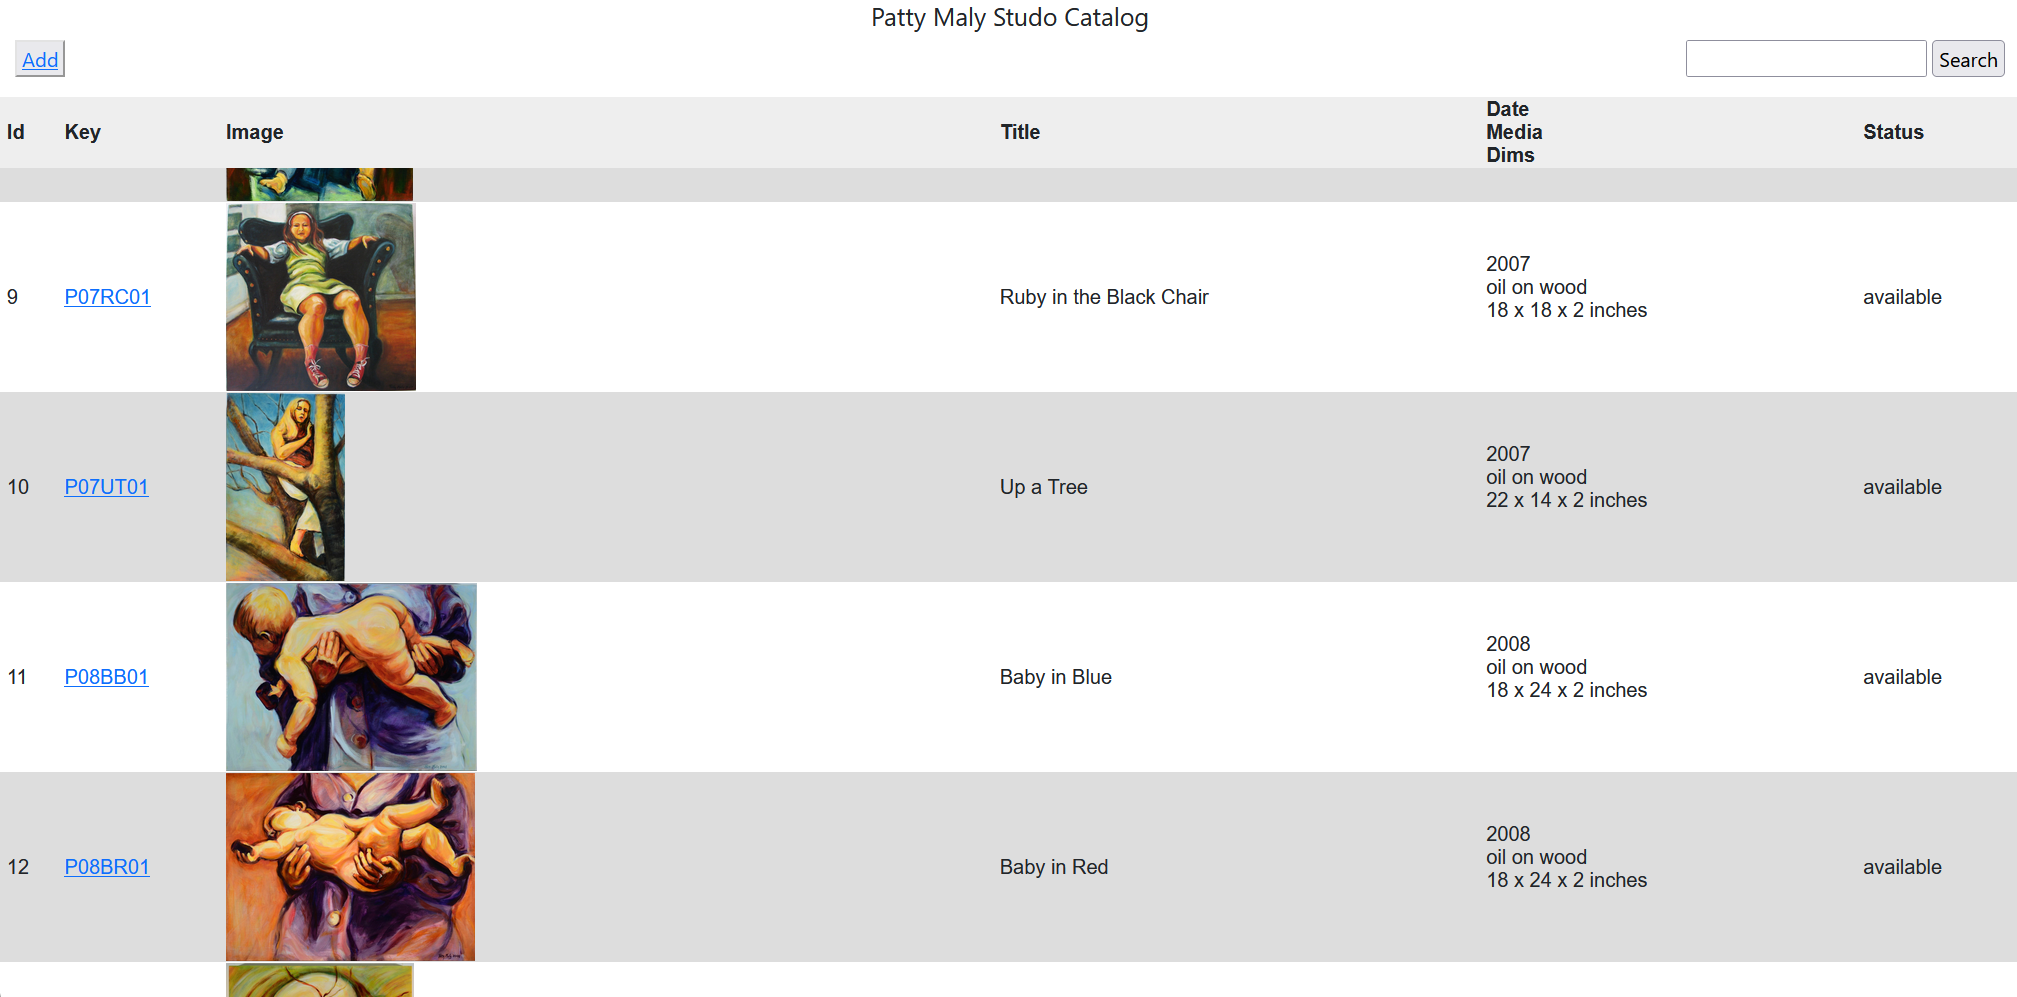 Patty Maly Studo Catalog
Add
Search
Id Key Image Title Date Media Dims Status
9 P07RC01 Ruby in the Black Chair 2007 available
oil on wood
18 x 18 x 2 inches
10 P07UT01 Up a Tree 2007 available
oil on wood
22 x 14 x 2 inches
11 P08BB01 Baby in Blue 2008 available
oil on wood
18 x 24 x 2 inches
12 P08BR01 Baby in Red 2008 available
oil on wood
18 x 24 x 2 inches